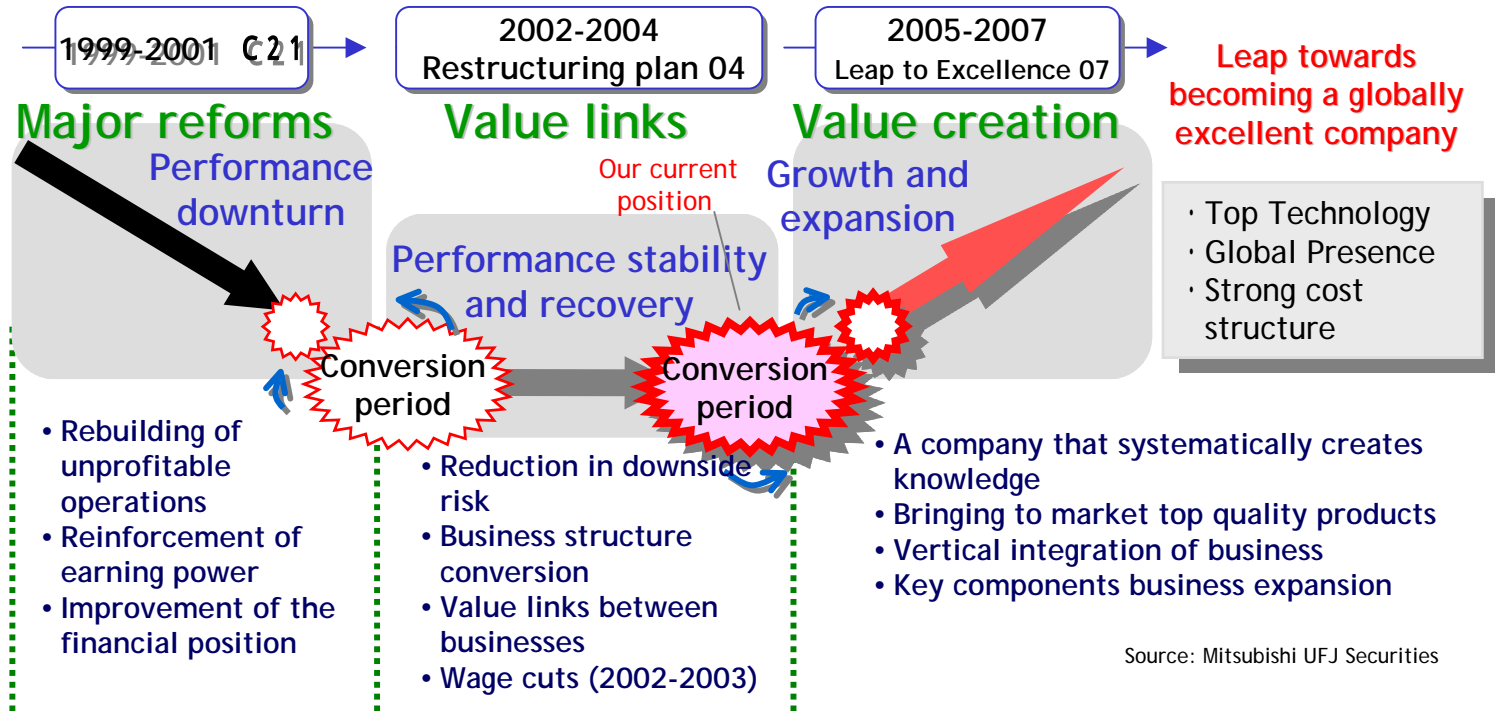 1999-2001 C21
2002-2004
Restructuring plan 04
2005-2007
Leap to Excellence 07
Leap towards
becoming a globally
excellent company
Major reforms
Value links
Value creation
Performance
downturn
Our current
position
Growth and
expansion
Performance stability
and recovery
· Top Technology
· Global Presence
· Strong cost
structure
Conversion
period
Conversion
period
• Rebuilding of
unprofitable
operations
• Reinforcement of
earning power
• Improvement of the
financial position
• Reduction in downside
risk
• Business structure
conversion
• Value links between
businesses
• Wage cuts (2002-2003)
• A company that systematically creates
knowledge
• Bringing to market top quality products
• Vertical integration of business
• Key components business expansion
Source: Mitsubishi UFJ Securities